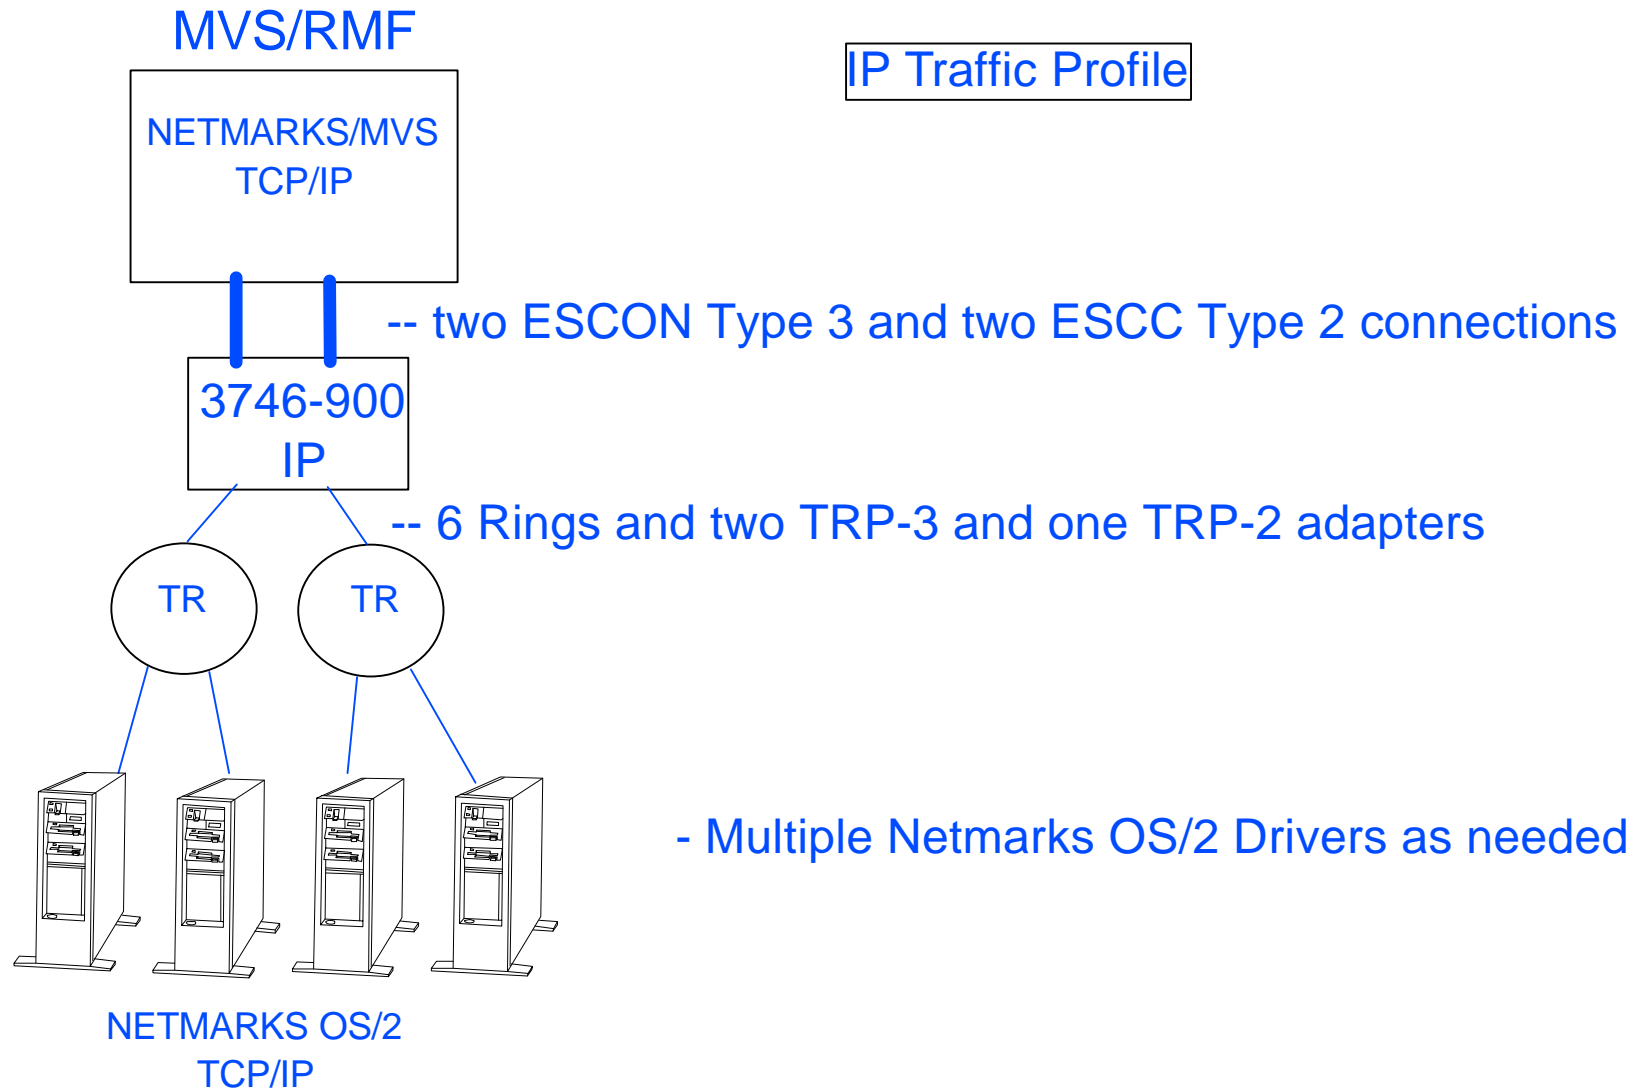 MVS/RMF
IP Traffic Profile
NETMARKS/MVS
TCP/IP
-- two ESCON Type 3 and two ESCC Type 2 connections
3746-900
IP
-- 6 Rings and two TRP-3 and one TRP-2 adapters
TR
TR
- Multiple Netmarks OS/2 Drivers as needed
NETMARKS OS/2
TCP/IP